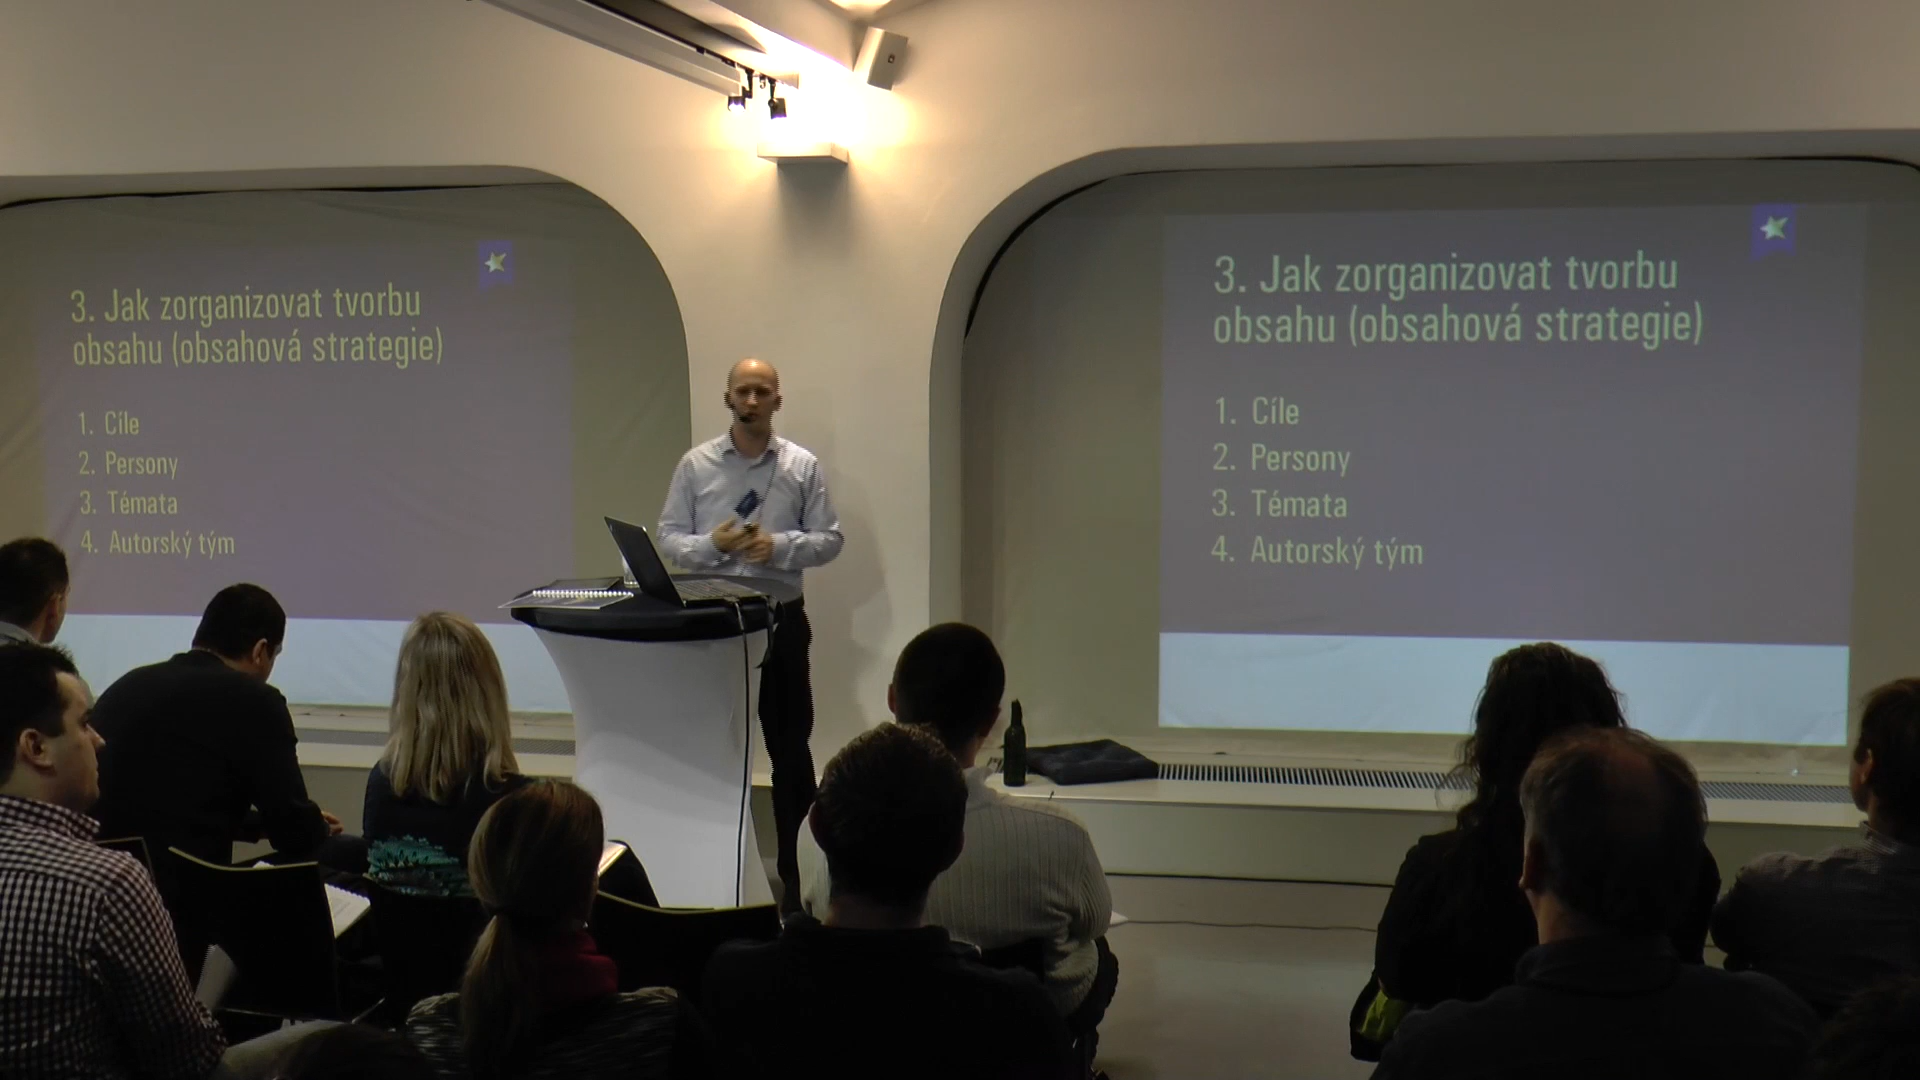 3. Jak zorganizovat tvorbu
obsahu (obsahová strategie)
1. Cíle
2. Persony
3. Témata
4. Autorský tým
3. Jak zorganizovat tvorbu
obsahu (obsahová strategie)
1. Cíle
2. Persony
3. Témata
4. Autorský tým